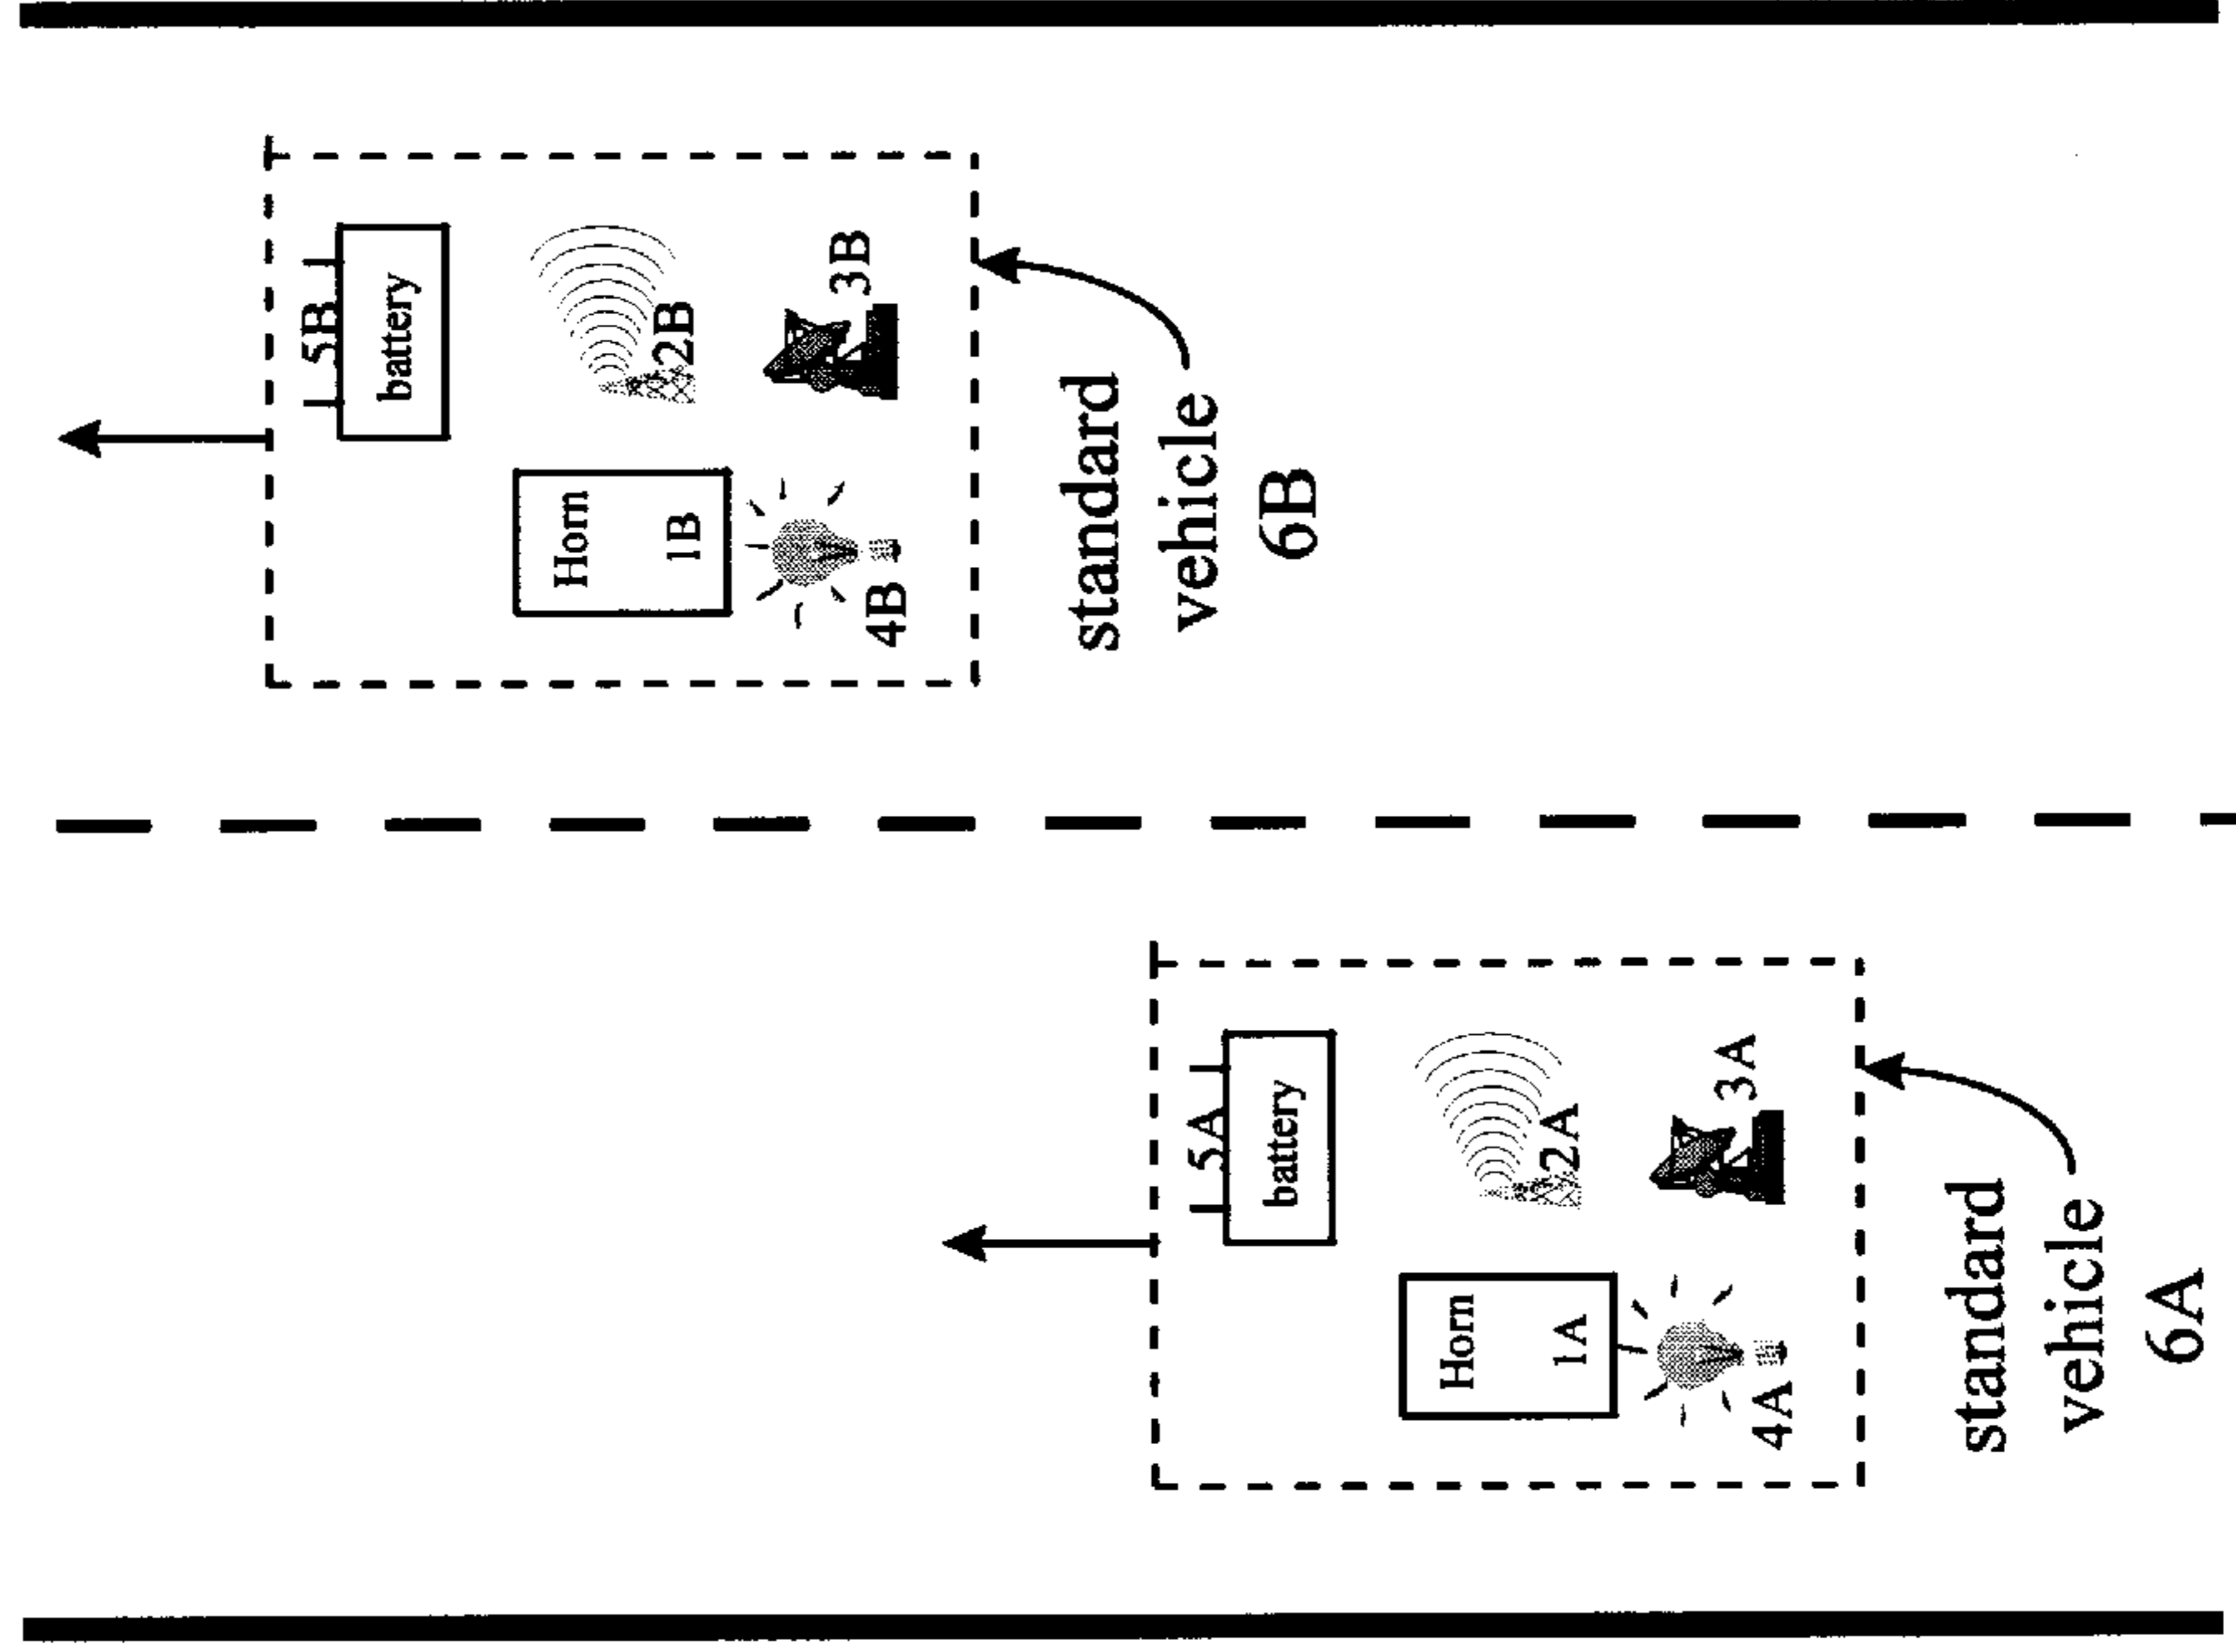 5B
battery
Horn
1B
2B
3B
4B
standard
vehicle
6B
5A
battery
Horn
1A
2A
3A
4A
standard
vehicle
6A